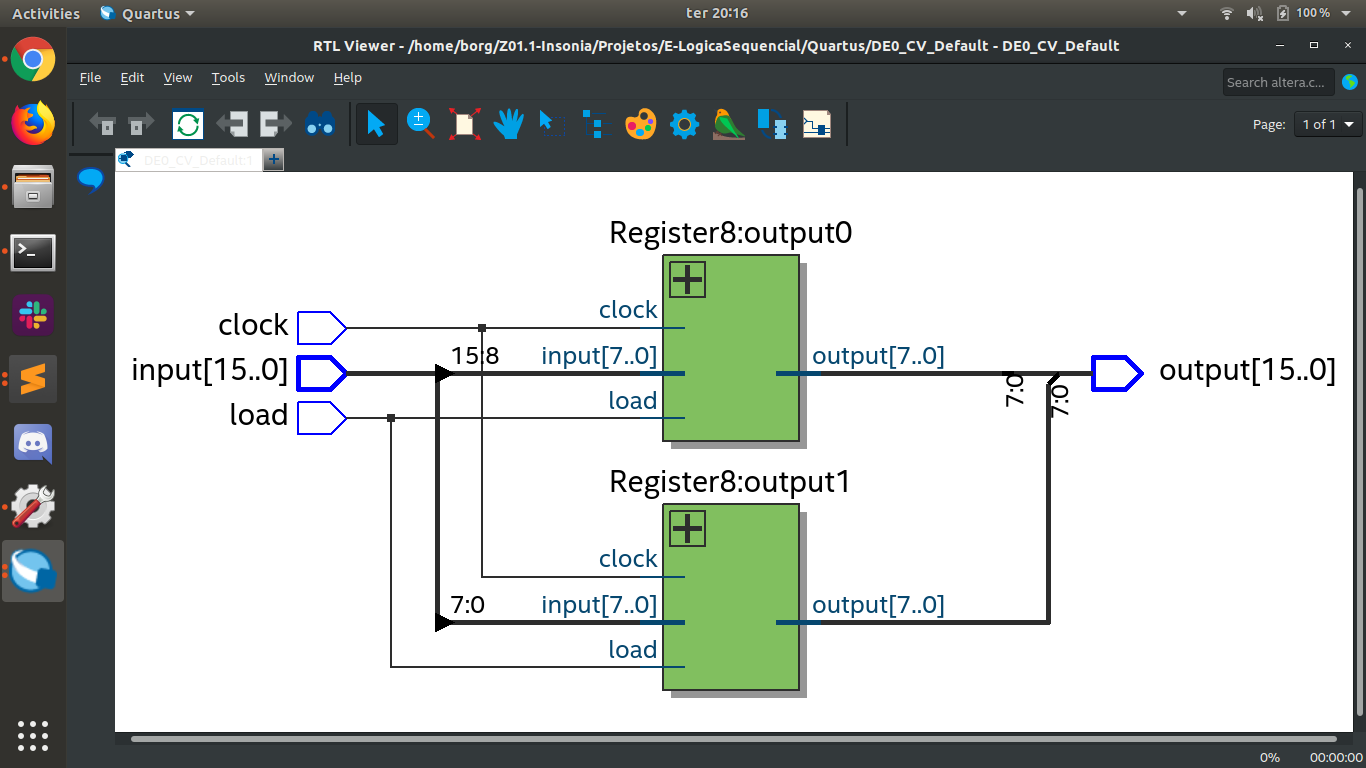 Activities Quartus ter 20:16 100 %
RTL Viewer - /home/borg/Z01.1-Insonia/Projetos/E-LogicaSequencial/Quartus/DE0_CV_Default - DE0_CV_Default
File Edit View Tools Window Help
Search altera.c...
Page: 1 of 1
DE0_CV_Default:1
Register8:output0
clock
clock
15:8
input[7..0]
output[7..0]
input[15..0]
output[15..0]
7:0
7:0
load
load
Register8:output1
clock
7:0
input[7..0]
output[7..0]
load
0% 00:00:00